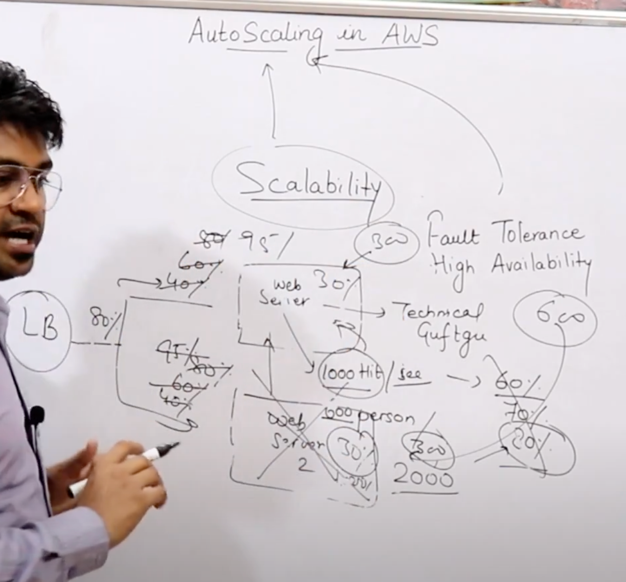 AutoScaling in AWS
Scalability
300
Fault Tolerance
High Availability
80 95%
60%
40%
Web
Server
30%
Technical
Guftgu
600
LB
80%
95%
80%
60%
40%
1000 Hit/sec
60%
70%
20%
1000 person
Web
Server
2
30%
300
2000